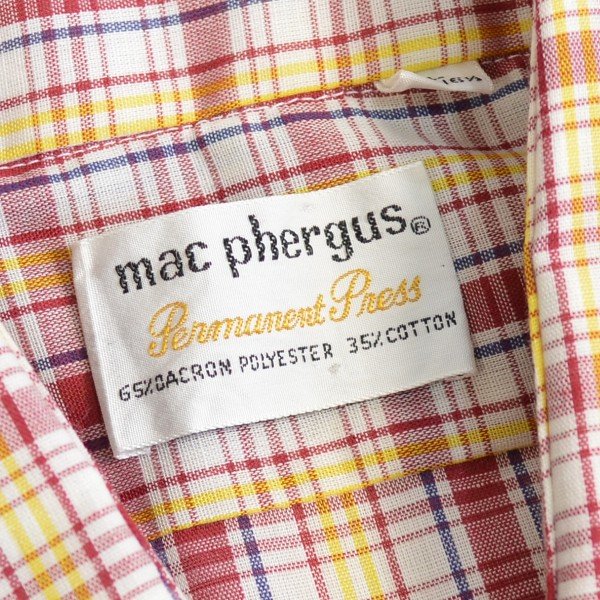 mac phergus®
Permanent Press
65% DACRON POLYESTER 35% COTTON